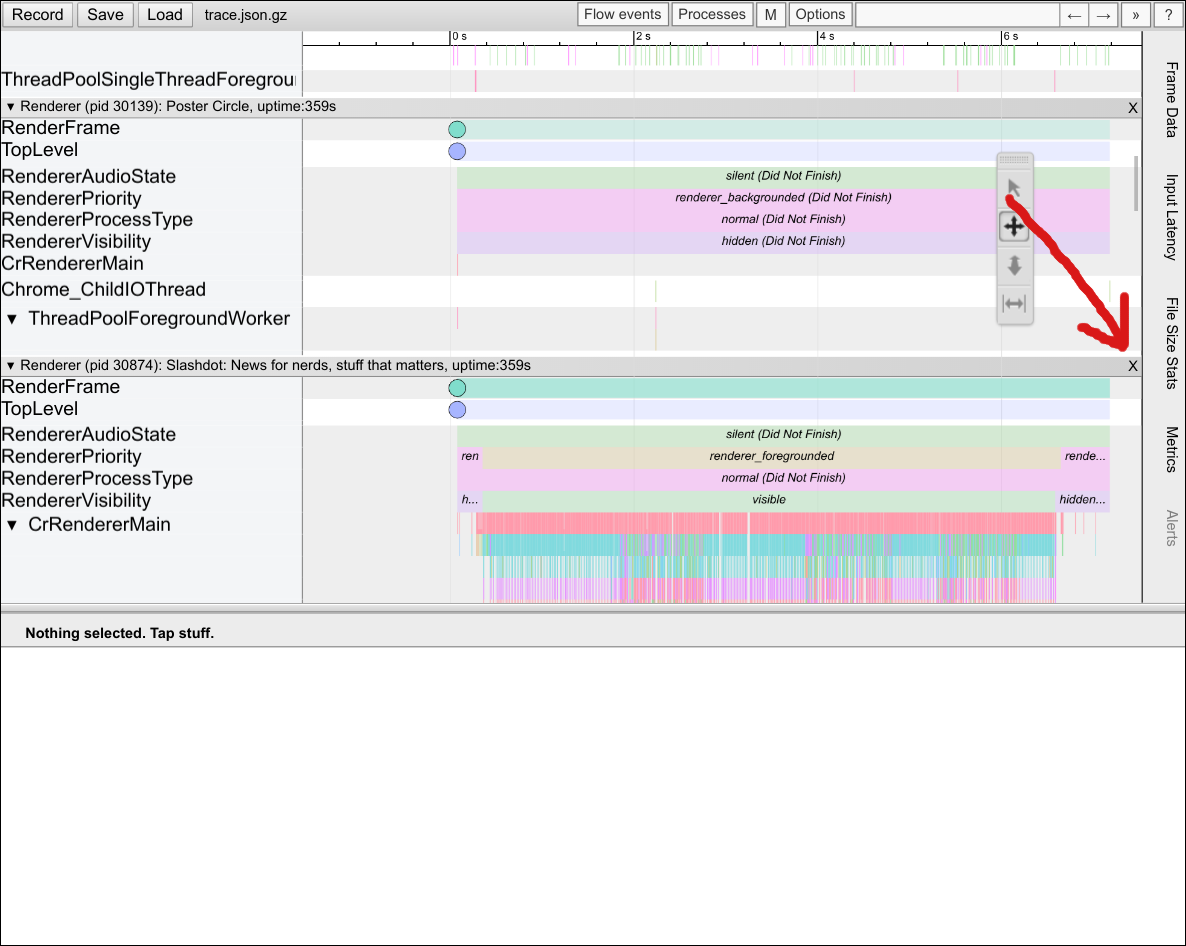 Record Save Load trace.json.gz Flow events Processes M Options ← → » ?
0 s 2 s 4 s 6 s
ThreadPoolSingleThreadForegrou
▼ Renderer (pid 30139): Poster Circle, uptime:359s X
RenderFrame
TopLevel
RendererAudioState silent (Did Not Finish)
RendererPriority renderer_backgrounded (Did Not Finish)
RendererProcessType normal (Did Not Finish)
RendererVisibility hidden (Did Not Finish)
CrRendererMain
Chrome_ChildIOThread
▼ ThreadPoolForegroundWorker
▼ Renderer (pid 30874): Slashdot: News for nerds, stuff that matters, uptime:359s X
RenderFrame
TopLevel
RendererAudioState silent (Did Not Finish)
RendererPriority ren renderer_foregrounded rende...
RendererProcessType normal (Did Not Finish)
RendererVisibility h... visible hidden...
▼ CrRendererMain
Nothing selected. Tap stuff.
Frame Data
Input Latency
File Size Stats
Metrics
Alerts